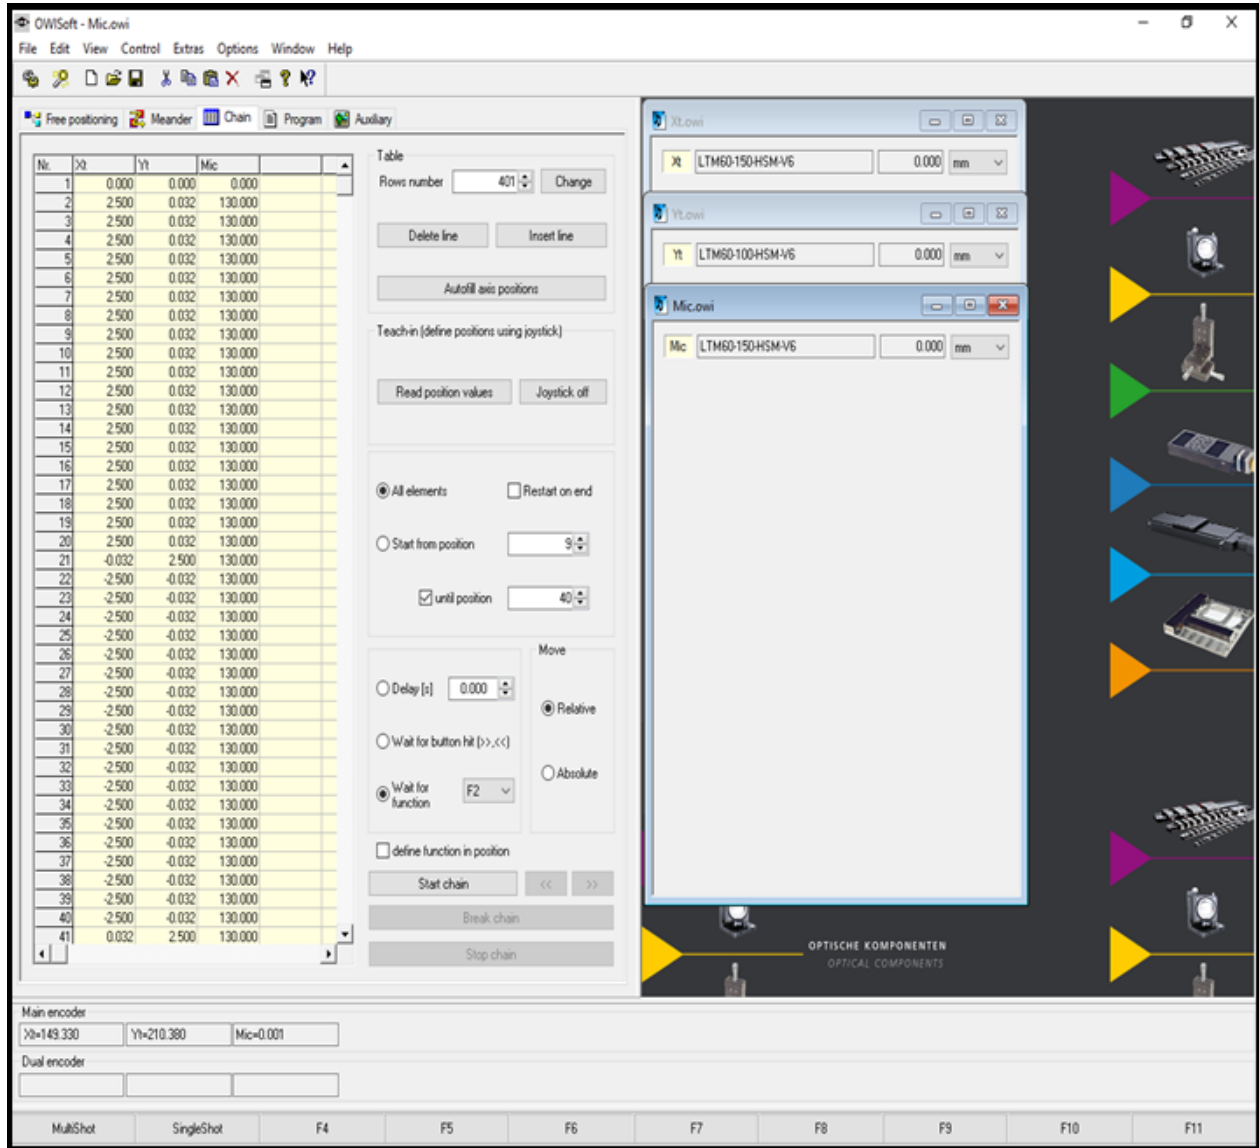 OWISoft - Mic.owi
File Edit View Control Extras Options Window Help
Free positioning Meander Chain Program Auxiliary
Nr. Xt Yt Mic
1 0.000 0.000 0.000
2 2.500 0.032 130.000
3 2.500 0.032 130.000
4 2.500 0.032 130.000
5 2.500 0.032 130.000
6 2.500 0.032 130.000
7 2.500 0.032 130.000
8 2.500 0.032 130.000
9 2.500 0.032 130.000
10 2.500 0.032 130.000
11 2.500 0.032 130.000
12 2.500 0.032 130.000
13 2.500 0.032 130.000
14 2.500 0.032 130.000
15 2.500 0.032 130.000
16 2.500 0.032 130.000
17 2.500 0.032 130.000
18 2.500 0.032 130.000
19 2.500 0.032 130.000
20 2.500 0.032 130.000
21 -0.032 2.500 130.000
22 -2.500 -0.032 130.000
23 -2.500 -0.032 130.000
24 -2.500 -0.032 130.000
25 -2.500 -0.032 130.000
26 -2.500 -0.032 130.000
27 -2.500 -0.032 130.000
28 -2.500 -0.032 130.000
29 -2.500 -0.032 130.000
30 -2.500 -0.032 130.000
31 -2.500 -0.032 130.000
32 -2.500 -0.032 130.000
33 -2.500 -0.032 130.000
34 -2.500 -0.032 130.000
35 -2.500 -0.032 130.000
36 -2.500 -0.032 130.000
37 -2.500 -0.032 130.000
38 -2.500 -0.032 130.000
39 -2.500 -0.032 130.000
40 -2.500 -0.032 130.000
41 0.032 2.500 130.000
Table
Rows number 401 Change
Delete line Insert line
Autofill axis positions
Teach-in (define positions using joystick)
Read position values Joystick off
All elements Restart on end
Start from position 9
until position 40
Move
Delay [s] 0.000
Relative
Wait for button hit (>>,<<)
Absolute
Wait for
function F2
define function in position
Start chain << >>
Break chain
Stop chain
Xt.owi
Xt LTM60-150-HSM-V6 0.000 mm
Yt.owi
Yt LTM60-100-HSM-V6 0.000 mm
Mic.owi
Mic LTM60-150-HSM-V6 0.000 mm
OPTISCHE KOMPONENTEN
OPTICAL COMPONENTS
Main encoder
Xt=149.330 Yt=210.380 Mic=0.001
Dual encoder
MultiShot SingleShot F4 F5 F6 F7 F8 F9 F10 F11